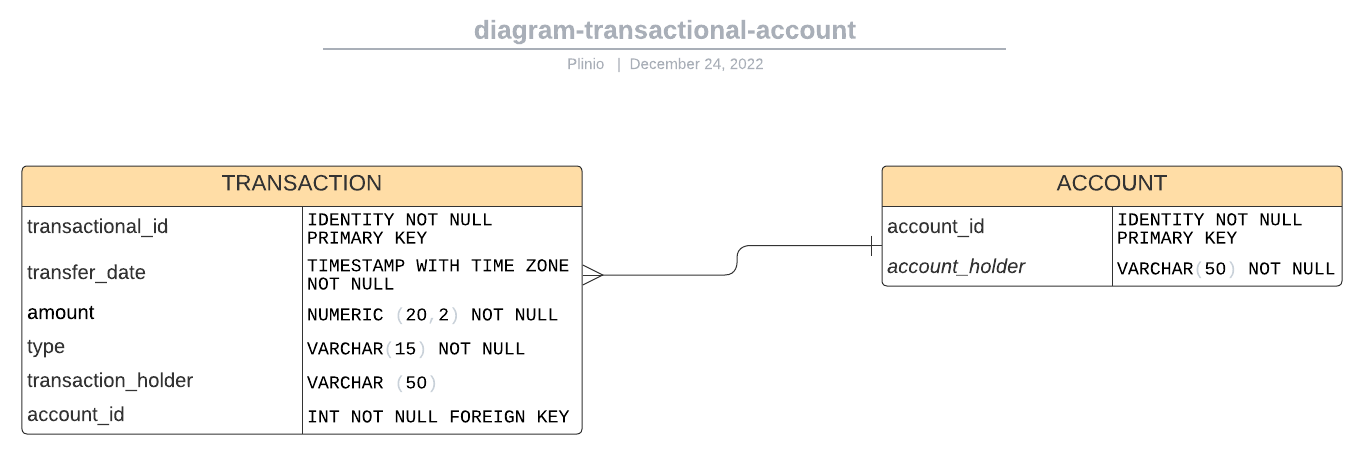 diagram-transactional-account
Plinio | December 24, 2022
TRANSACTION
transactional_id IDENTITY NOT NULL
PRIMARY KEY
transfer_date TIMESTAMP WITH TIME ZONE
NOT NULL
amount NUMERIC (20,2) NOT NULL
type VARCHAR(15) NOT NULL
transaction_holder VARCHAR (50)
account_id INT NOT NULL FOREIGN KEY
ACCOUNT
account_id IDENTITY NOT NULL
PRIMARY KEY
account_holder VARCHAR(50) NOT NULL